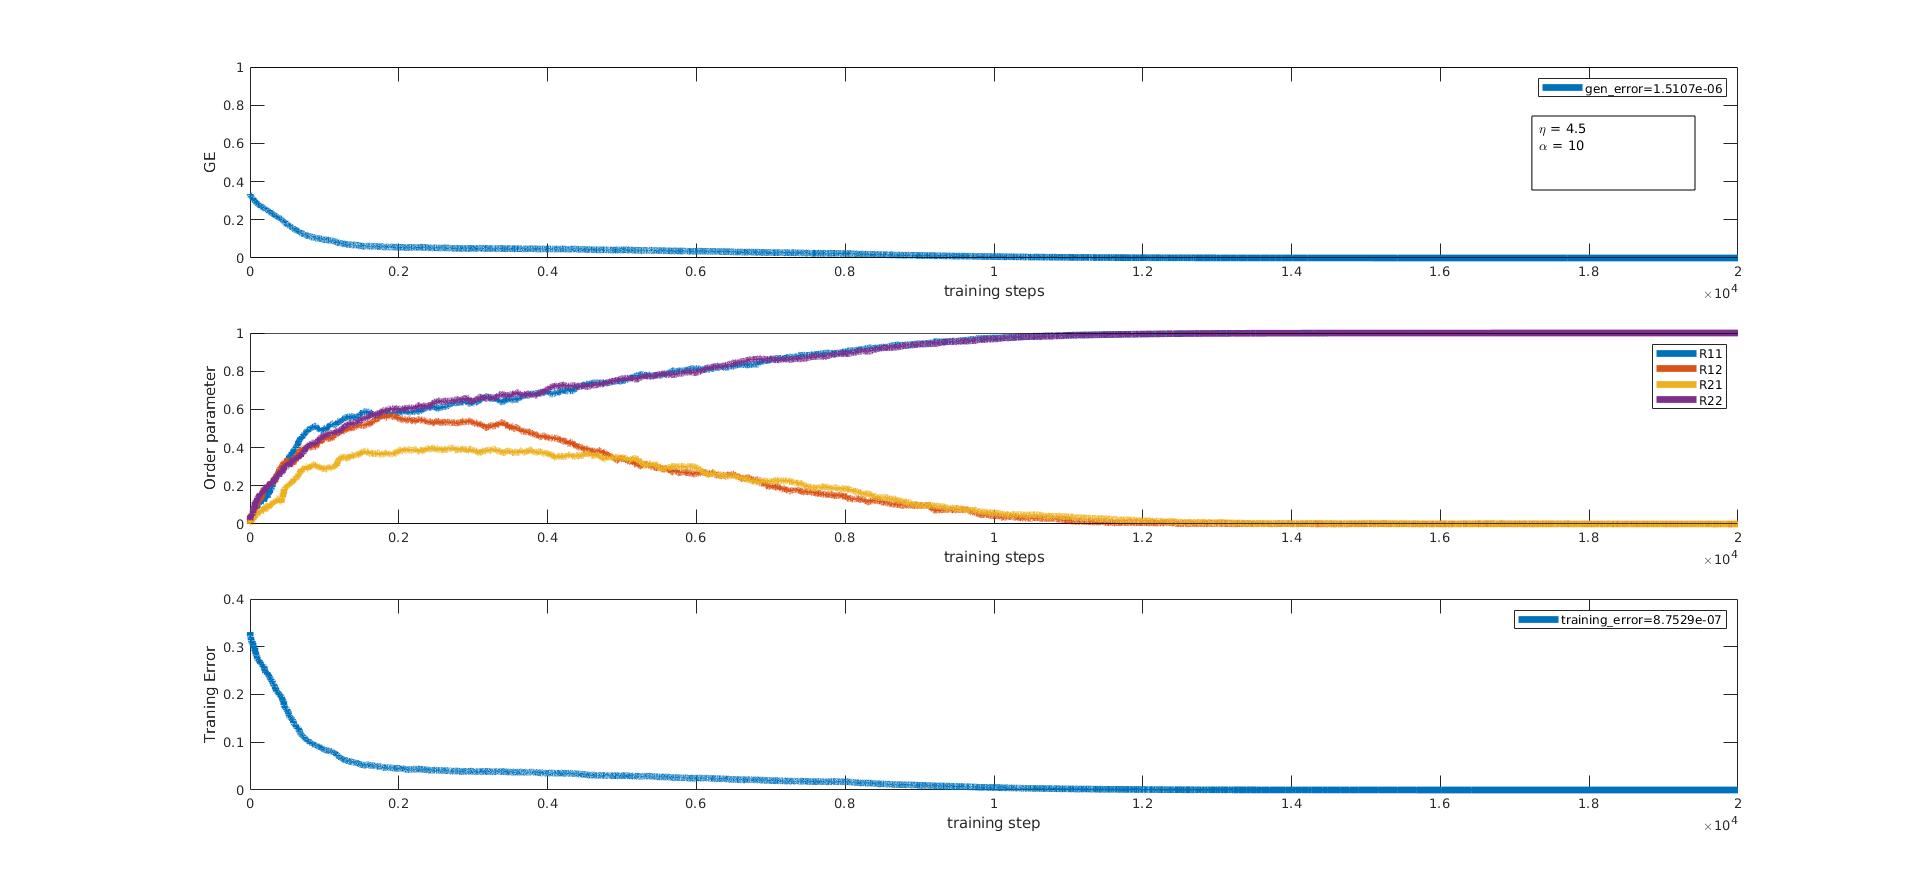 1
0.8
0.6
0.4
0.2
0
GE
0 0.2 0.4 0.6 0.8 1 1.2 1.4 1.6 1.8 2
training steps
×10^4
gen_error=1.5107e-06
η = 4.5
α = 10
1
0.8
0.6
0.4
0.2
0
Order parameter
0 0.2 0.4 0.6 0.8 1 1.2 1.4 1.6 1.8 2
training steps
×10^4
R11
R12
R21
R22
0.4
0.3
0.2
0.1
0
Traning Error
0 0.2 0.4 0.6 0.8 1 1.2 1.4 1.6 1.8 2
training step
×10^4
training_error=8.7529e-07